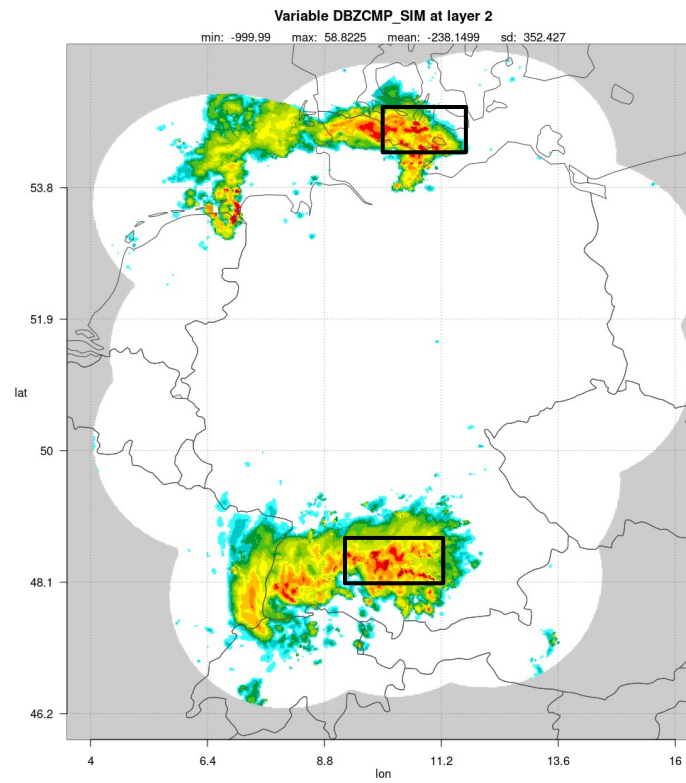 Variable DBZCMP_SIM at layer 2
min: -999.99 max: 58.8225 mean: -238.1499 sd: 352.427
53.8
51.9
lat
50
48.1
46.2
4 6.4 8.8 11.2 13.6 16
lon